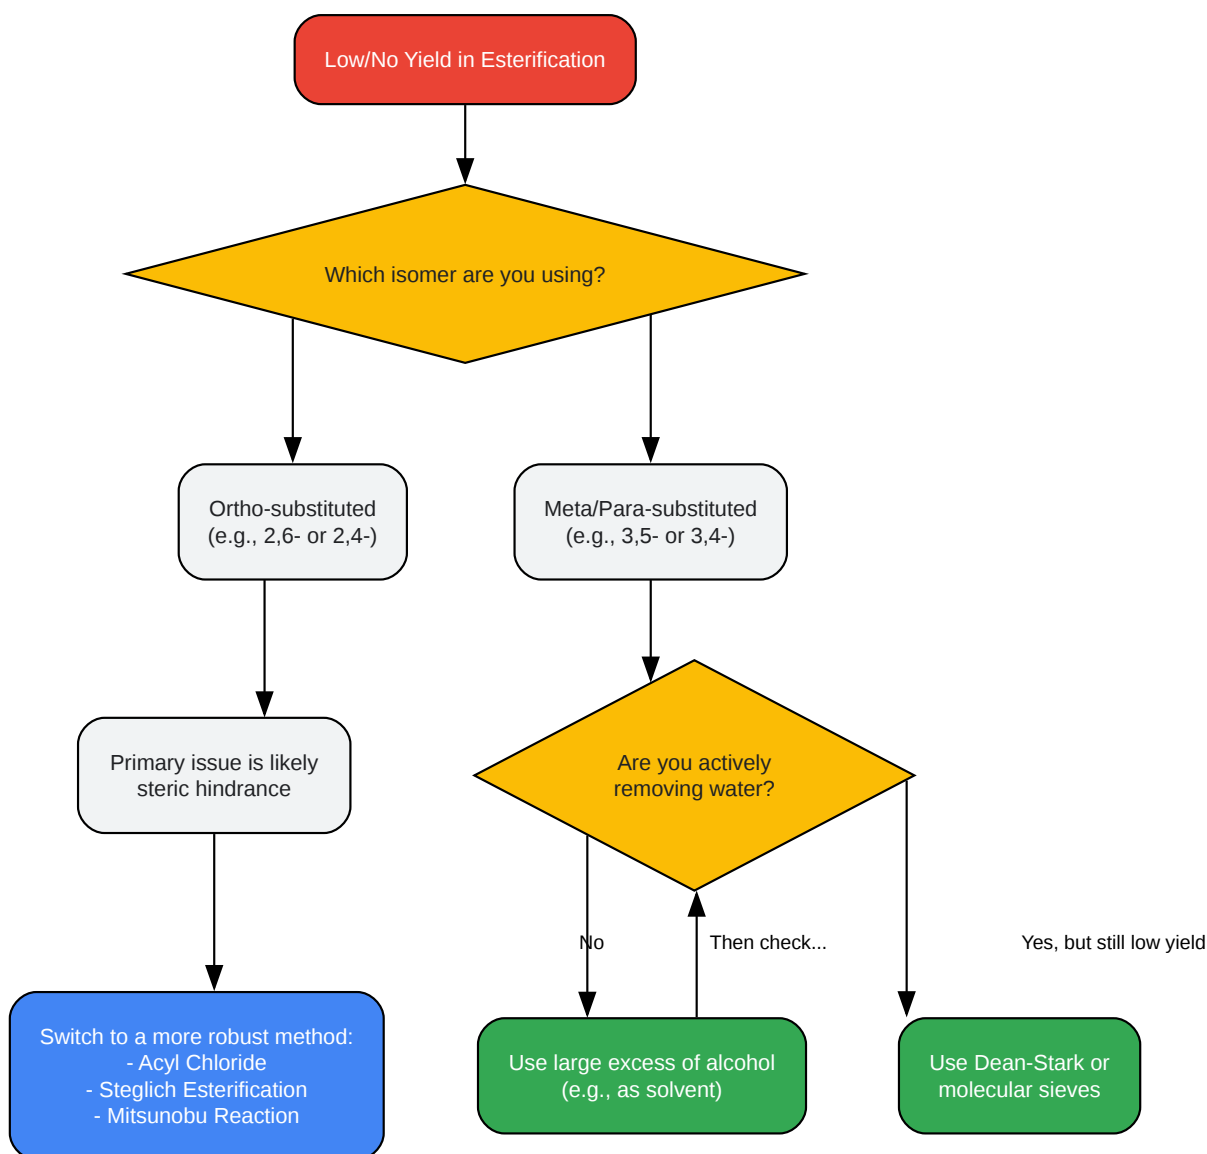 Low/No Yield in Esterification
Which isomer are you using?
Ortho-substituted
(e.g., 2,6- or 2,4-)
Meta/Para-substituted
(e.g., 3,5- or 3,4-)
Primary issue is likely
steric hindrance
Are you actively
removing water?
No
Then check...
Yes, but still low yield
Switch to a more robust method:
- Acyl Chloride
- Steglich Esterification
- Mitsunobu Reaction
Use large excess of alcohol
(e.g., as solvent)
Use Dean-Stark or
molecular sieves